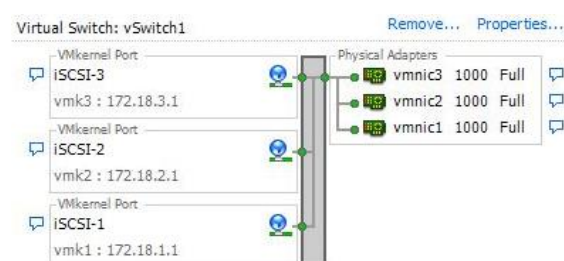 Virtual Switch: vSwitch1 Remove... Properties...
VMkernel Port
iSCSI-3
vmk3 : 172.18.3.1
VMkernel Port
iSCSI-2
vmk2 : 172.18.2.1
VMkernel Port
iSCSI-1
vmk1 : 172.18.1.1
Physical Adapters
vmnic3 1000 Full
vmnic2 1000 Full
vmnic1 1000 Full